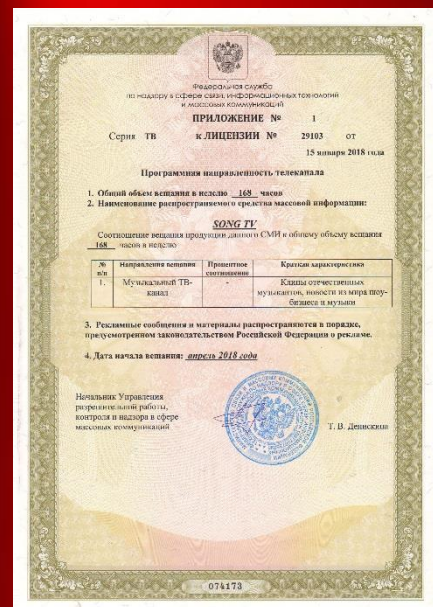 Федеральная служба
по надзору в сфере связи, информационных технологий
и массовых коммуникаций
ПРИЛОЖЕНИЕ № 1
Серия ТВ к ЛИЦЕНЗИИ № 29103 от
15 января 2018 года
Программная направленность телеканала
1. Общий объем вещания в неделю 168 часов
2. Наименование распространяемого средства массовой информации:
SONG TV
Соотношение вещания продукции данного СМИ к общему объему вещания
168 часов в неделю
№ п/п Направления вещания Процентное соотношение Краткая характеристика
1. Музыкальный ТВ-канал - Клипы отечественных музыкантов, новости из мира шоу-бизнеса и музыки
3. Рекламные сообщения и материалы распространяются в порядке,
предусмотренном законодательством Российской Федерации о рекламе.
4. Дата начала вещания: апрель 2018 года
Начальник Управления
разрешительной работы,
контроля и надзора в сфере
массовых коммуникаций
Т. В. Денискина
074173